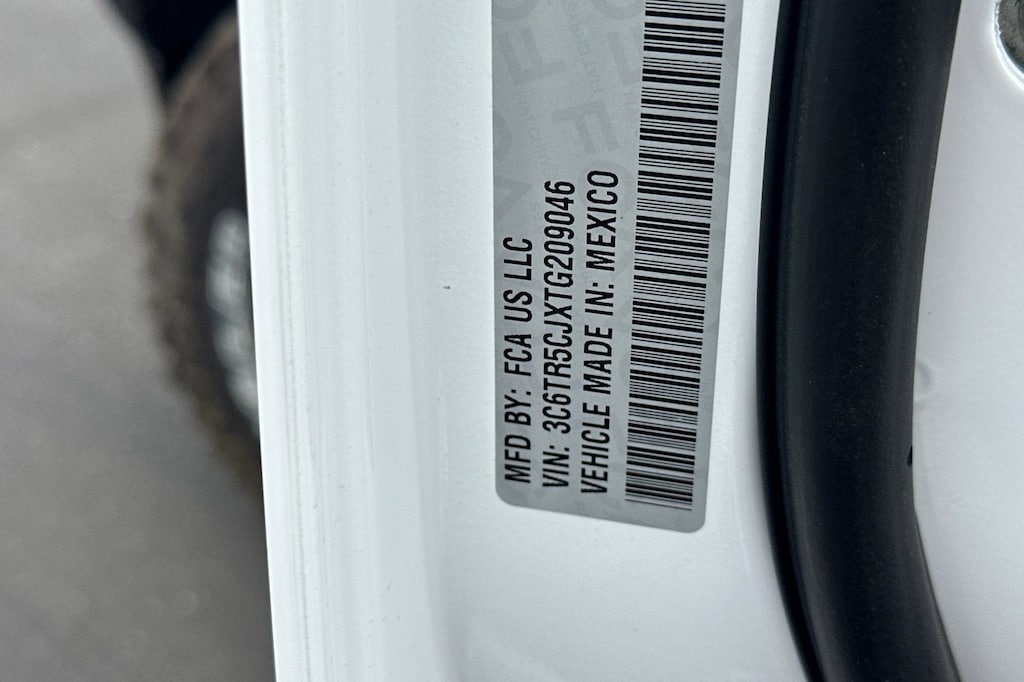 MFD BY: FCA US LLC
VIN: 3C6TR5CJXTG209046
VEHICLE MADE IN: MEXICO